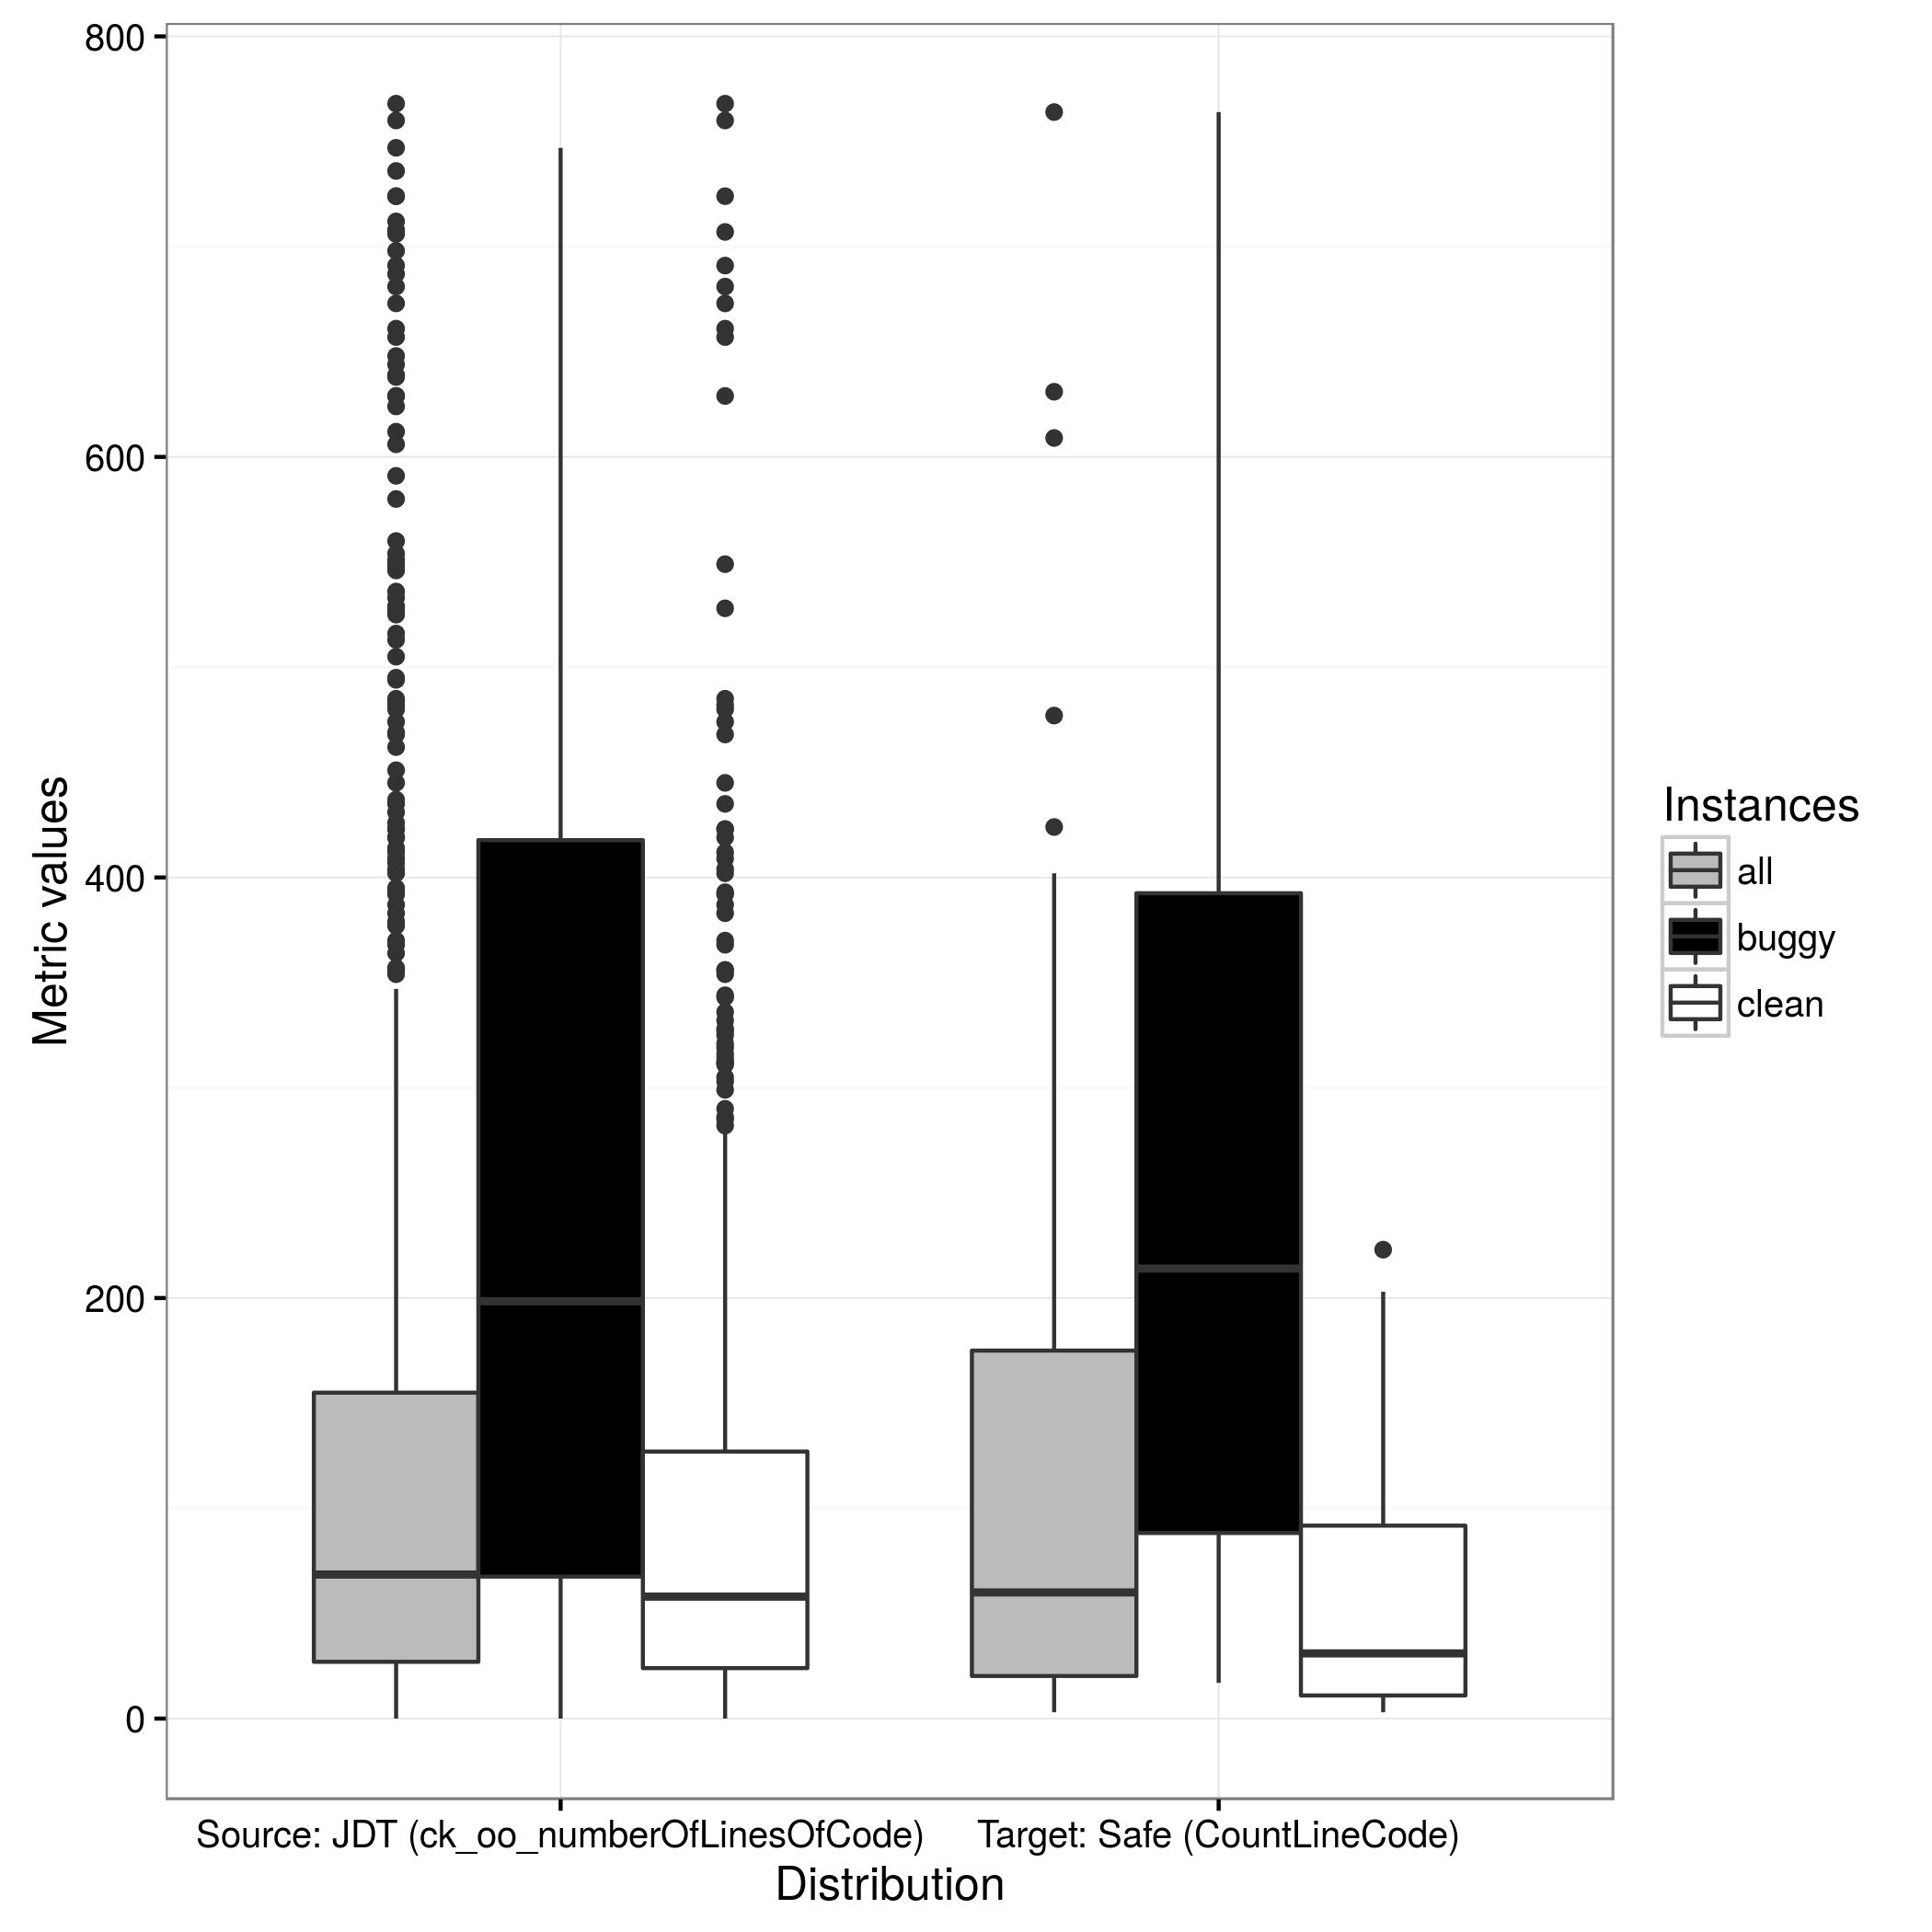 800
600
400
200
0
Metric values
Source: JDT (ck_oo_numberOfLinesOfCode)
Target: Safe (CountLineCode)
Distribution
Instances
all
buggy
clean